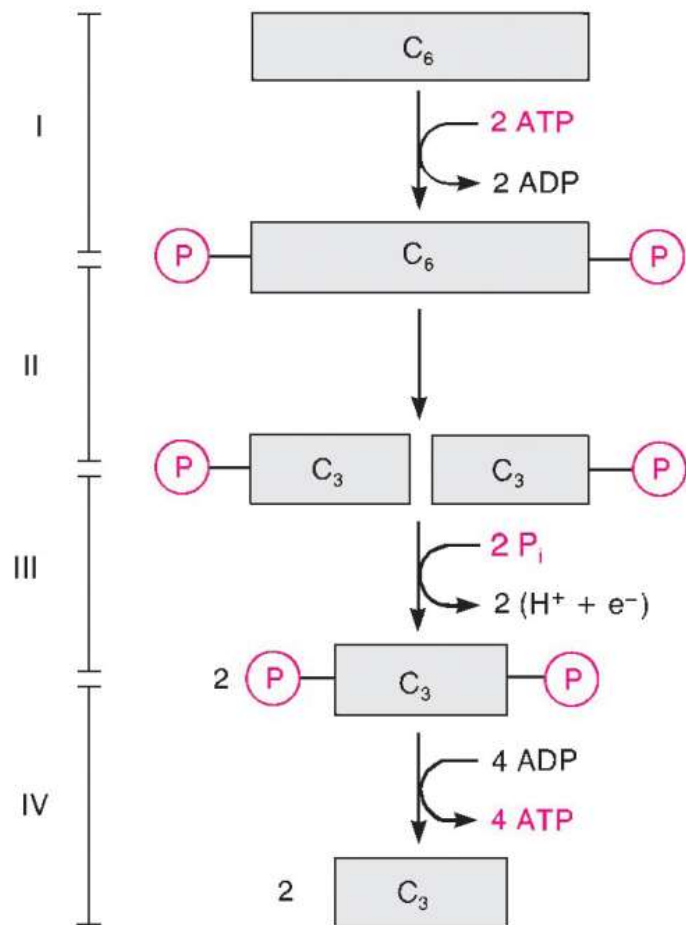 C₆
I
2 ATP
2 ADP
P C₆ P
II
P C₃ C₃ P
III
2 Pᵢ
2 (H⁺ + e⁻)
2 P C₃ P
IV
4 ADP
4 ATP
2 C₃